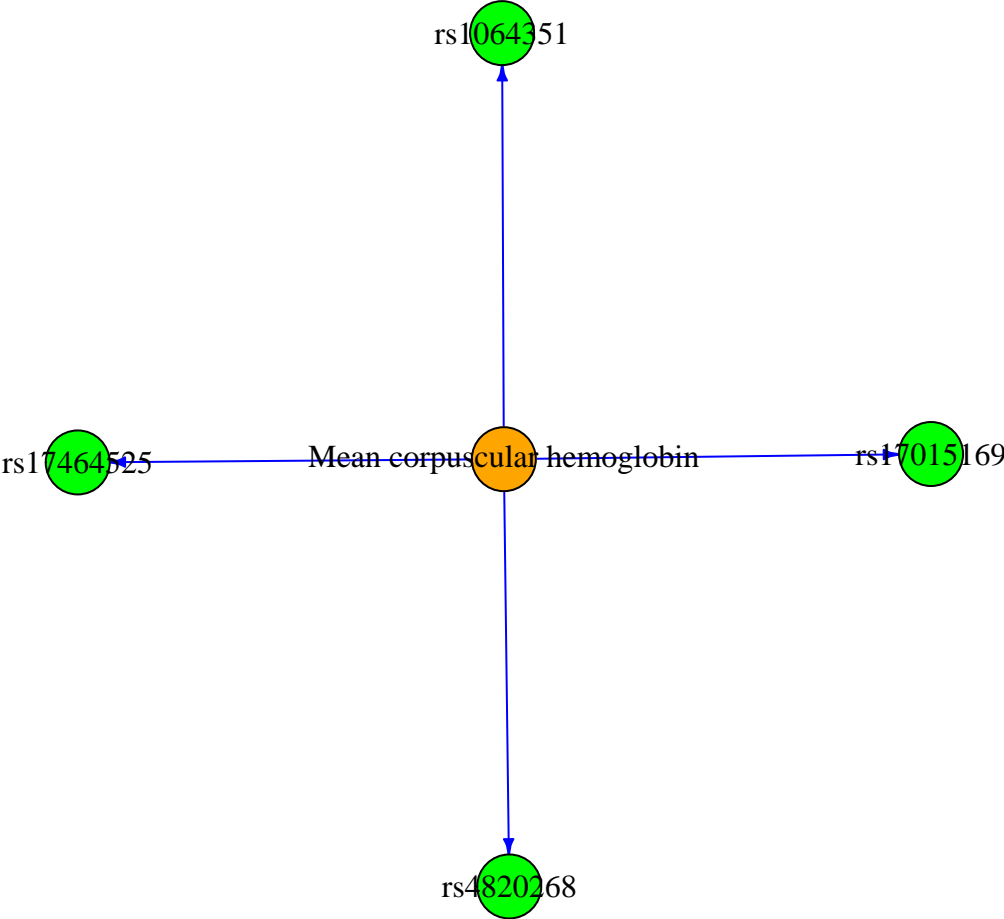 rs1064351
rs17464525
Mean corpuscular hemoglobin
rs17015169
rs4820268